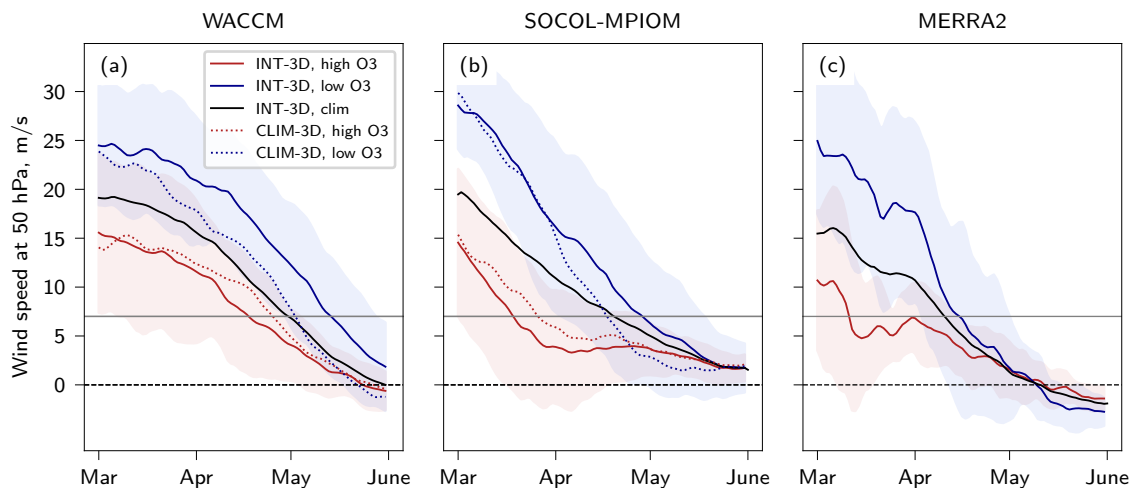 WACCM
SOCOL-MPIOM
MERRA2
Wind speed at 50 hPa, m/s
30
25
20
15
10
5
0
(a)
INT-3D, high O3
INT-3D, low O3
INT-3D, clim
CLIM-3D, high O3
CLIM-3D, low O3
(b)
(c)
Mar Apr May June
Mar Apr May June
Mar Apr May June